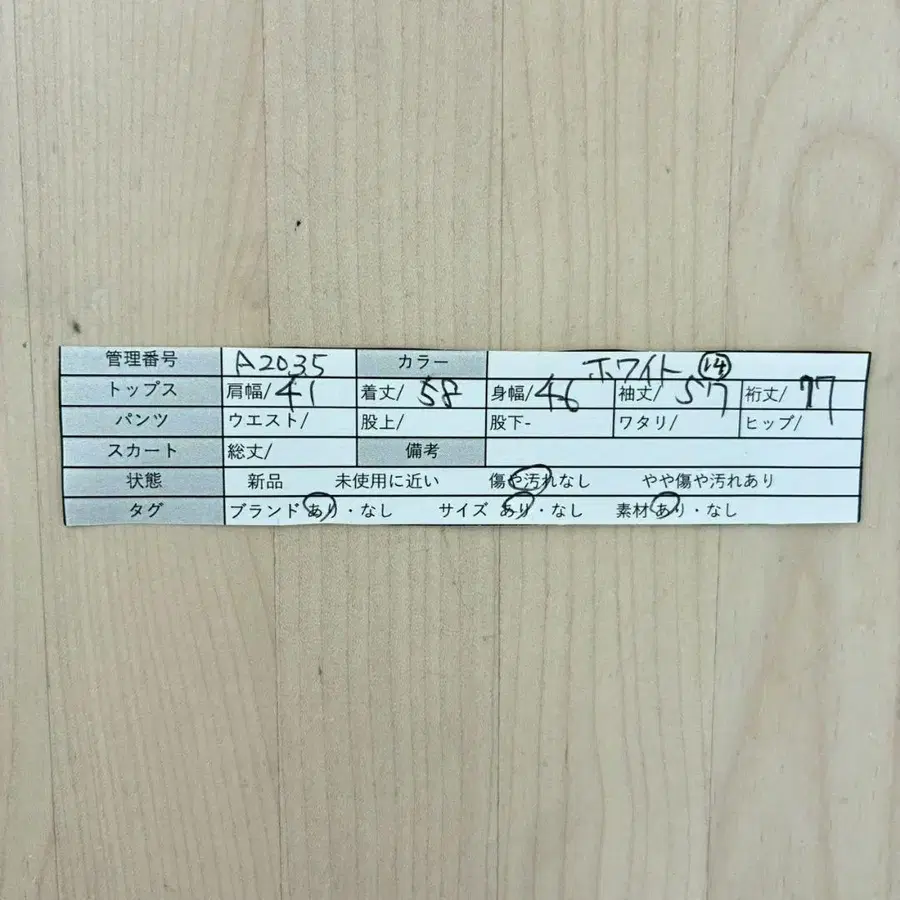 管理番号 A2035 カラー ホワイト ⑭
トップス 肩幅/41 着丈/58 身幅/46 袖丈/57 裄丈/77
パンツ ウエスト/ 股上/ 股下- ワタリ/ ヒップ/
スカート 総丈/ 備考
状態 新品 未使用に近い 傷や汚れなし やや傷や汚れあり
タグ ブランドあり・なし サイズ あり・なし 素材あり・なし